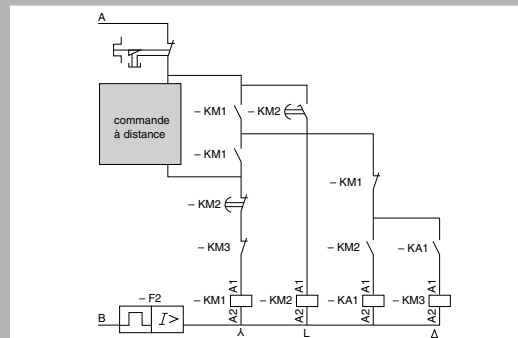 A
commande
à distance
– KM1
– KM2
– KM1
– KM1
– KM2
– KM3
– KM2
– KA1
– F2
– KM1
A1
A2
– KM2
A1
A2
– KA1
A1
A2
– KM3
A1
A2
B
I>
L
Δ